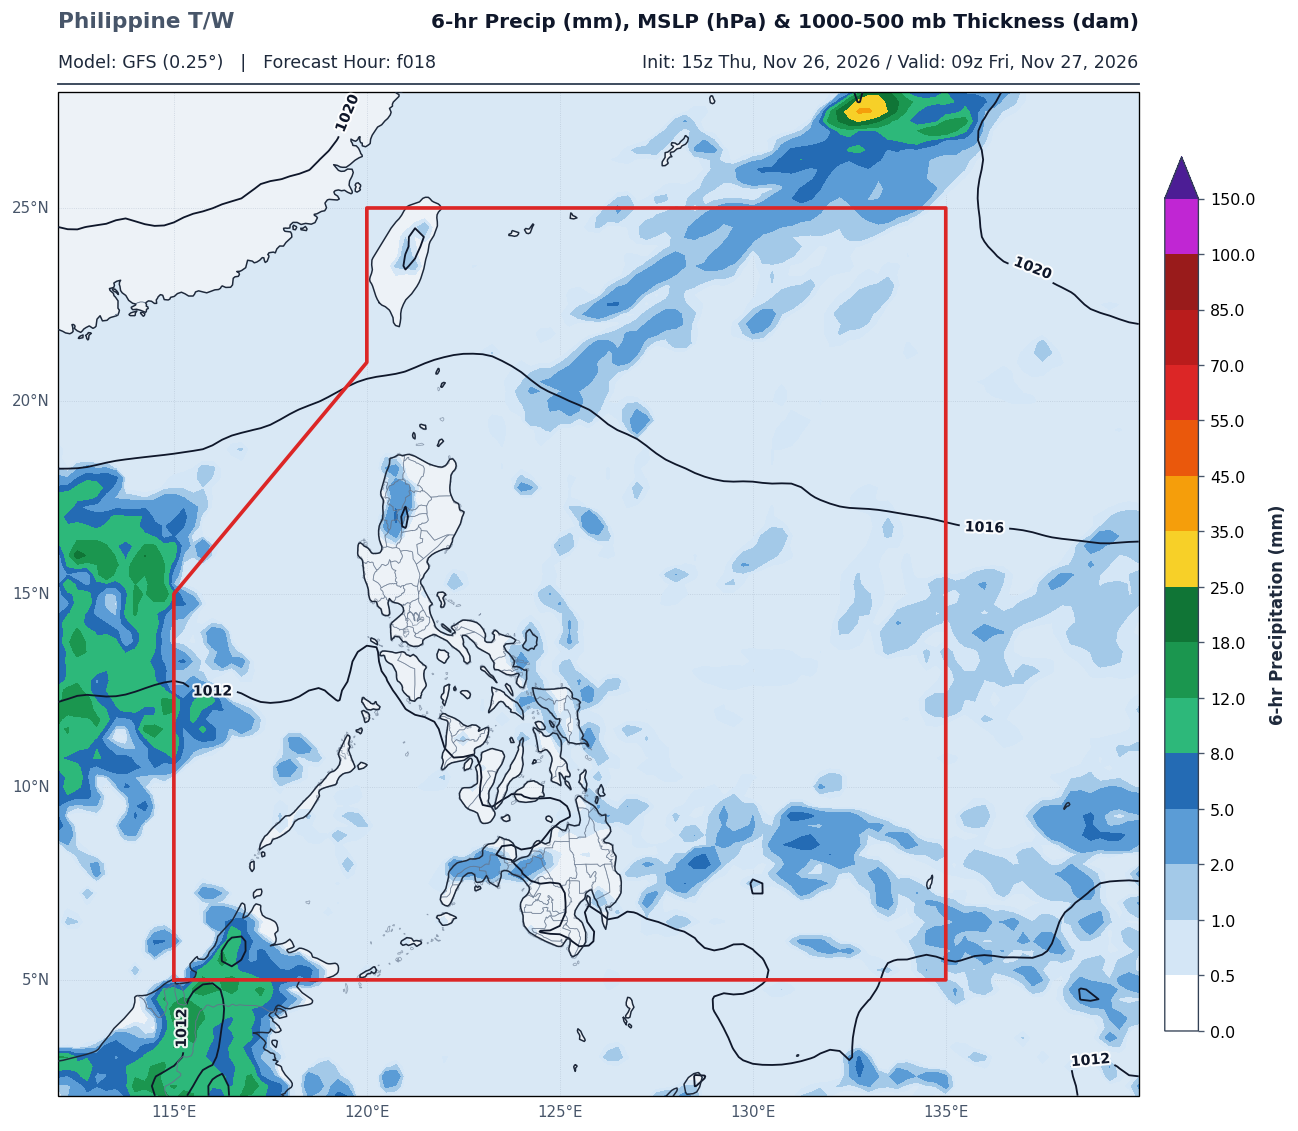 Philippine T/W
6-hr Precip (mm), MSLP (hPa) & 1000-500 mb Thickness (dam)
Model: GFS (0.25°) | Forecast Hour: f018
Init: 15z Thu, Nov 26, 2026 / Valid: 09z Fri, Nov 27, 2026
1020
1020
1016
1012
1012
1012
25°N
20°N
15°N
10°N
5°N
115°E
120°E
125°E
130°E
135°E
150.0
100.0
85.0
70.0
55.0
45.0
35.0
25.0
18.0
12.0
8.0
5.0
2.0
1.0
0.5
0.0
6-hr Precipitation (mm)